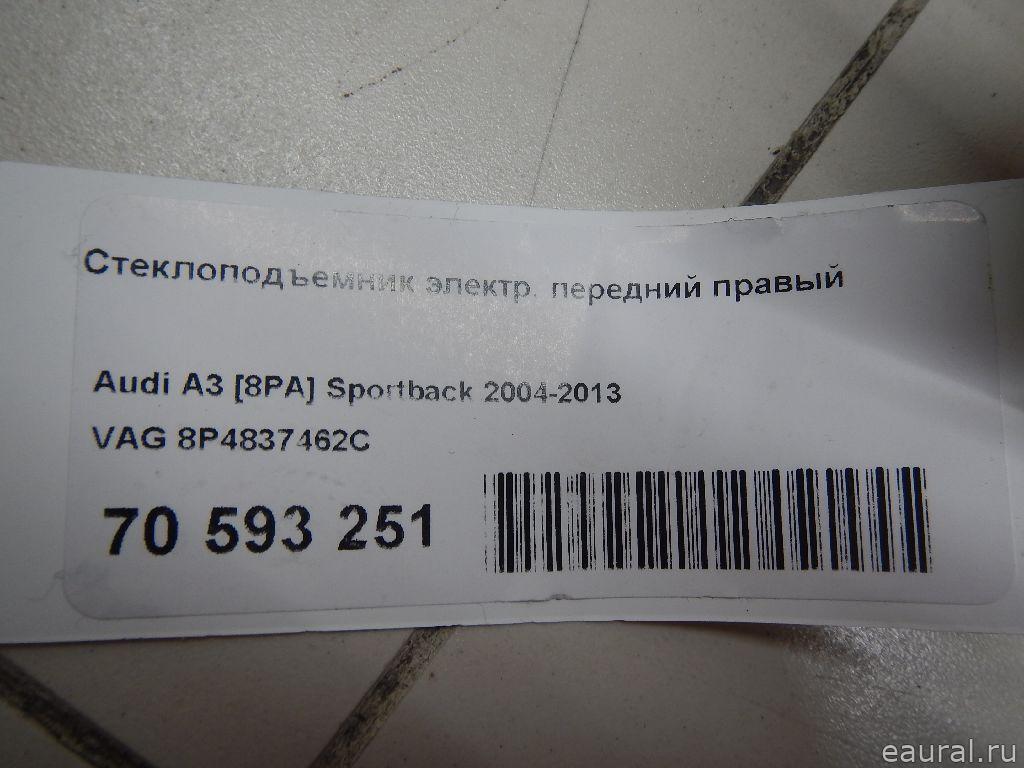 Стеклоподъемник электр. передний правый
Audi A3 [8PA] Sportback 2004-2013
VAG 8P4837462C
70 593 251
eaural.ru